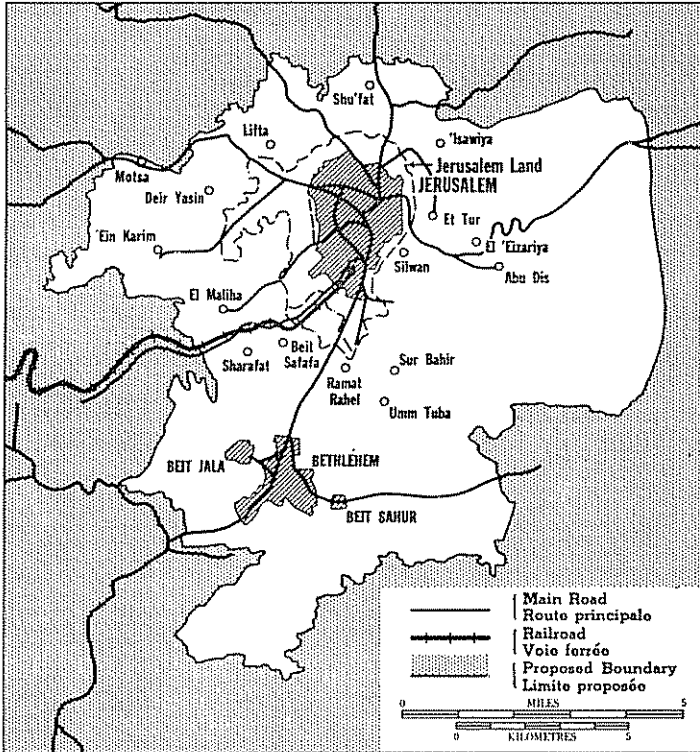 Shu'fat
Lifta
'Isawiya
Jerusalem Land
JERUSALEM
Motsa
Deir Yasin
Et Tur
'Ein Karim
El 'Eizariya
Silwan
Abu Dis
El Maliha
Sharafat
Beit
Safafa
Ramat
Rahel
Sur Bahir
Umm Tuba
BEIT JALA
BETHLÉHEM
BEIT SAHUR
Main Road
Route principale
Railroad
Voie ferrée
Proposed Boundary
Limite proposée
0 MILES 5
0 KILOMETRES 5